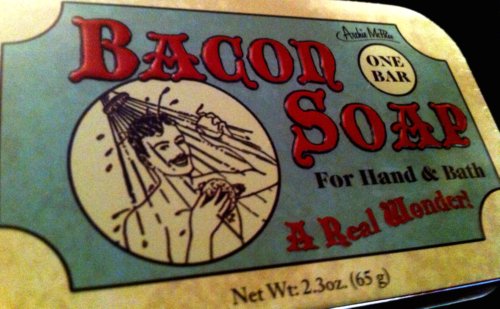 Archie McPhee
BACON
ONE
BAR
SOAP
For Hand & Bath
A Real Wonder!
Net Wt: 2.3oz. (65 g)